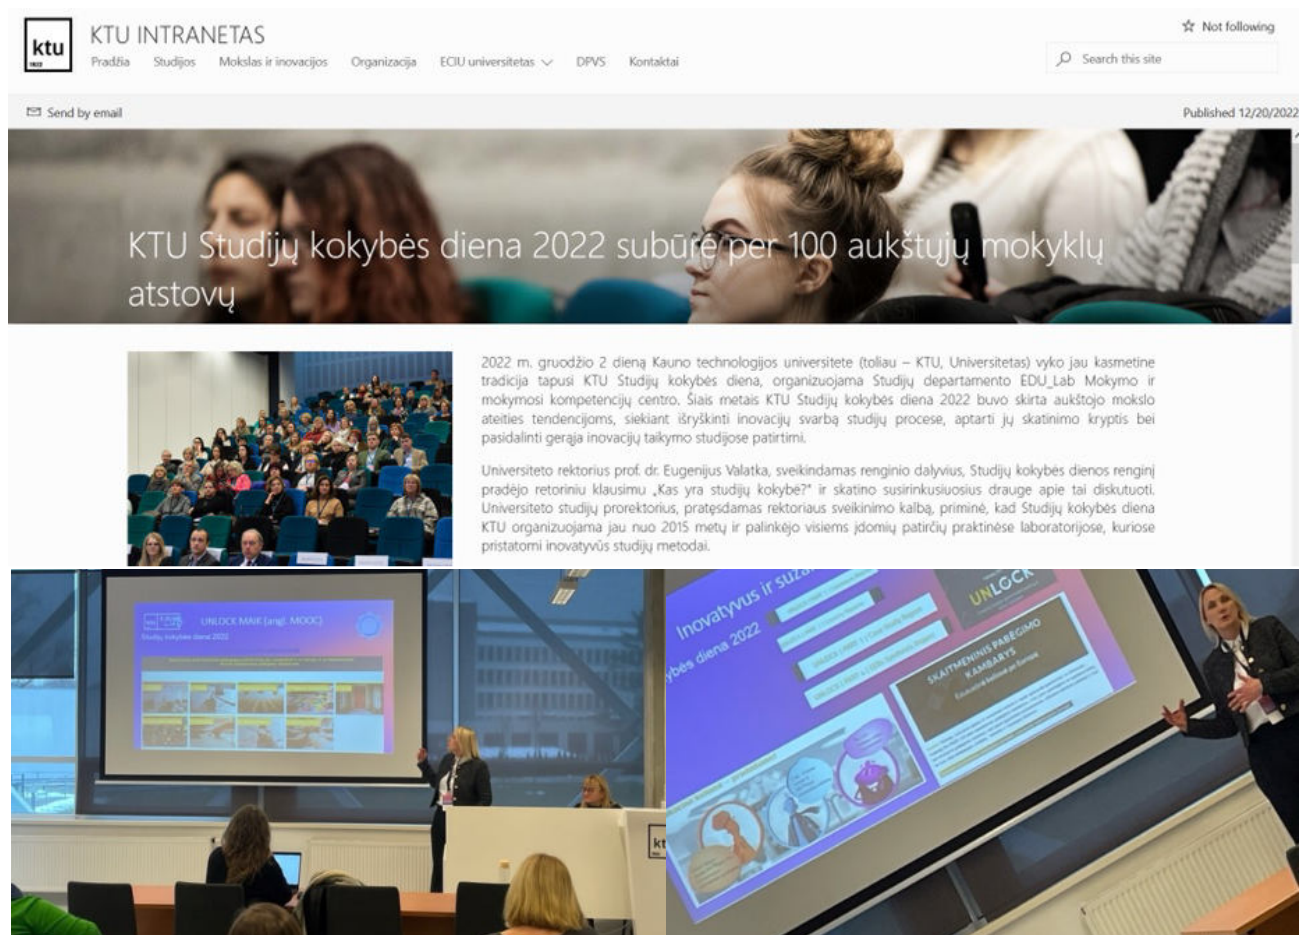 ktu
1922
KTU INTRANETAS
Not following
Pradžia Studijos Mokslas ir inovacijos Organizacija ECIU universitetas DPVS Kontaktai
Search this site
Send by email
Published 12/20/2022
KTU Studijų kokybės diena 2022 subūrė per 100 aukštųjų mokyklų
atstovų
2022 m. gruodžio 2 dieną Kauno technologijos universitete (toliau – KTU, Universitetas) vyko jau kasmetine
tradicija tapusi KTU Studijų kokybės diena, organizuojama Studijų departamento EDU_Lab Mokymo ir
mokymosi kompetencijų centro. Šiais metais KTU Studijų kokybės diena 2022 buvo skirta aukštojo mokslo
ateities tendencijoms, siekiant išryškinti inovacijų svarbą studijų procese, aptarti jų skatinimo kryptis bei
pasidalinti gerąja inovacijų taikymo studijose patirtimi.
Universiteto rektorius prof. dr. Eugenijus Valatka, sveikindamas renginio dalyvius, Studijų kokybės dienos renginį
pradėjo retoriniu klausimu „Kas yra studijų kokybė?" ir skatino susirinkusiuosius drauge apie tai diskutuoti.
Universiteto studijų prorektorius, pratęsdamas rektoriaus sveikinimo kalbą, priminė, kad Studijų kokybės diena
KTU organizuojama jau nuo 2015 metų ir palinkėjo visiems įdomių patirčių praktinėse laboratorijose, kuriose
pristatomi inovatyvūs studijų metodai.
UNLOCK MAIK (angl. MOOC)
Studijų kokybės diena 2022
kt
Inovatyvus ir
ybės diena 2022
UNLOCK
SKAITMENINIS PABĖGIMO
KAMBARYS
Edukacinė kelionė po Europą